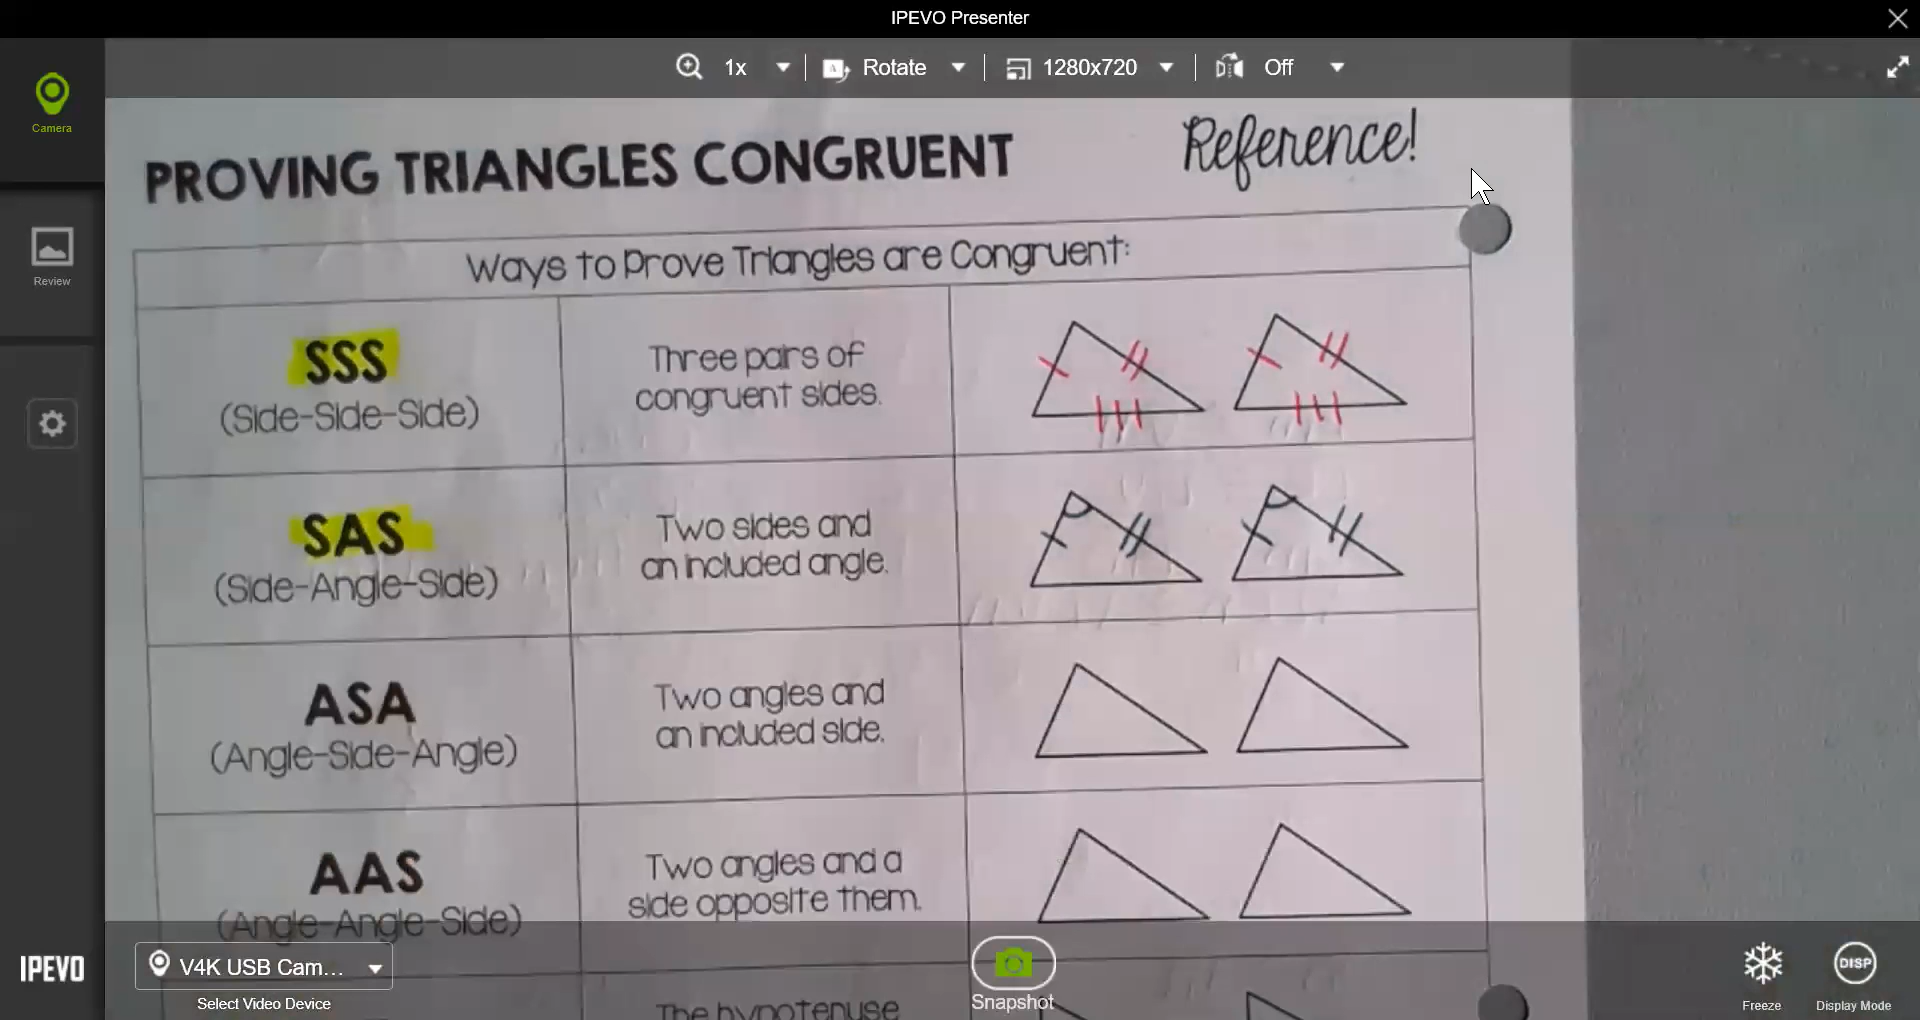 IPEVO Presenter
1x
Rotate
1280x720
Off
Camera
PROVING TRIANGLES CONGRUENT
Reference!
Review
Ways to Prove Triangles are Congruent:
SSS
(Side-Side-Side)
Three pairs of
congruent sides.
SAS
(Side-Angle-Side)
Two sides and
an included angle.
ASA
(Angle-Side-Angle)
Two angles and
an included side.
AAS
(Angle-Angle-Side)
Two angles and a
side opposite them.
The hypotenuse
IPEVO
V4K USB Cam...
Select Video Device
Snapshot
Freeze
DISP
Display Mode